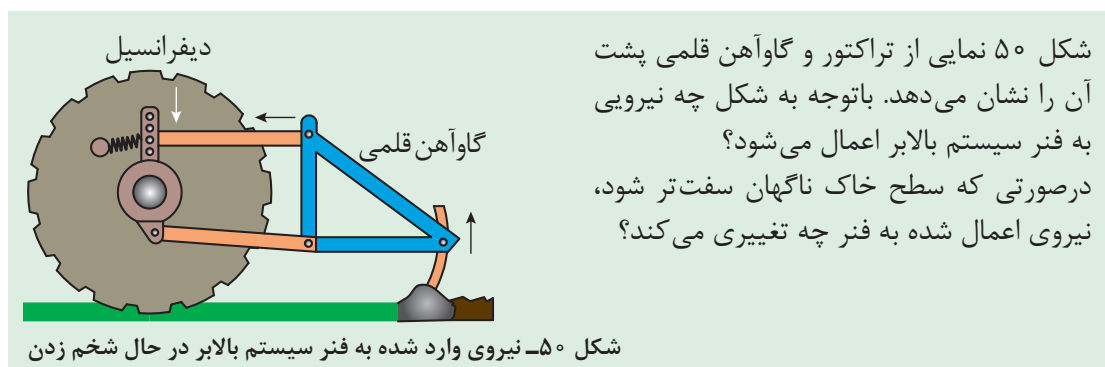 شکل ۵۰ نمایی از تراکتور و گاوآهن قلمی پشت
آن را نشان می‌دهد. باتوجه به شکل چه نیرویی
به فنر سیستم بالابر اعمال می‌شود؟
درصورتی که سطح خاک ناگهان سفت‌تر شود،
نیروی اعمال شده به فنر چه تغییری می‌کند؟
دیفرانسیل
گاوآهن قلمی
شکل ۵۰ــ نیروی وارد شده به فنر سیستم بالابر در حال شخم زدن